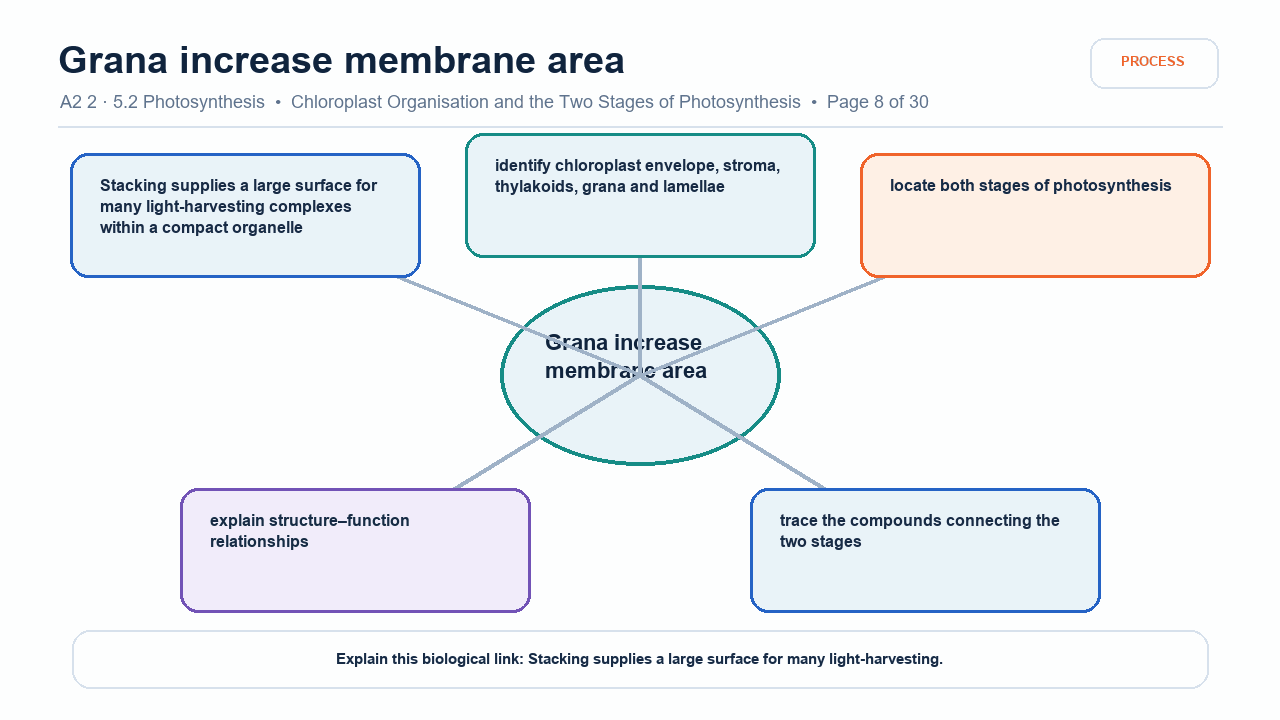 Grana increase membrane area
PROCESS
A2 2 · 5.2 Photosynthesis • Chloroplast Organisation and the Two Stages of Photosynthesis • Page 8 of 30
Stacking supplies a large surface for
many light-harvesting complexes
within a compact organelle
identify chloroplast envelope, stroma,
thylakoids, grana and lamellae
locate both stages of photosynthesis
Grana increase
membrane area
explain structure–function
relationships
trace the compounds connecting the
two stages
Explain this biological link: Stacking supplies a large surface for many light-harvesting.